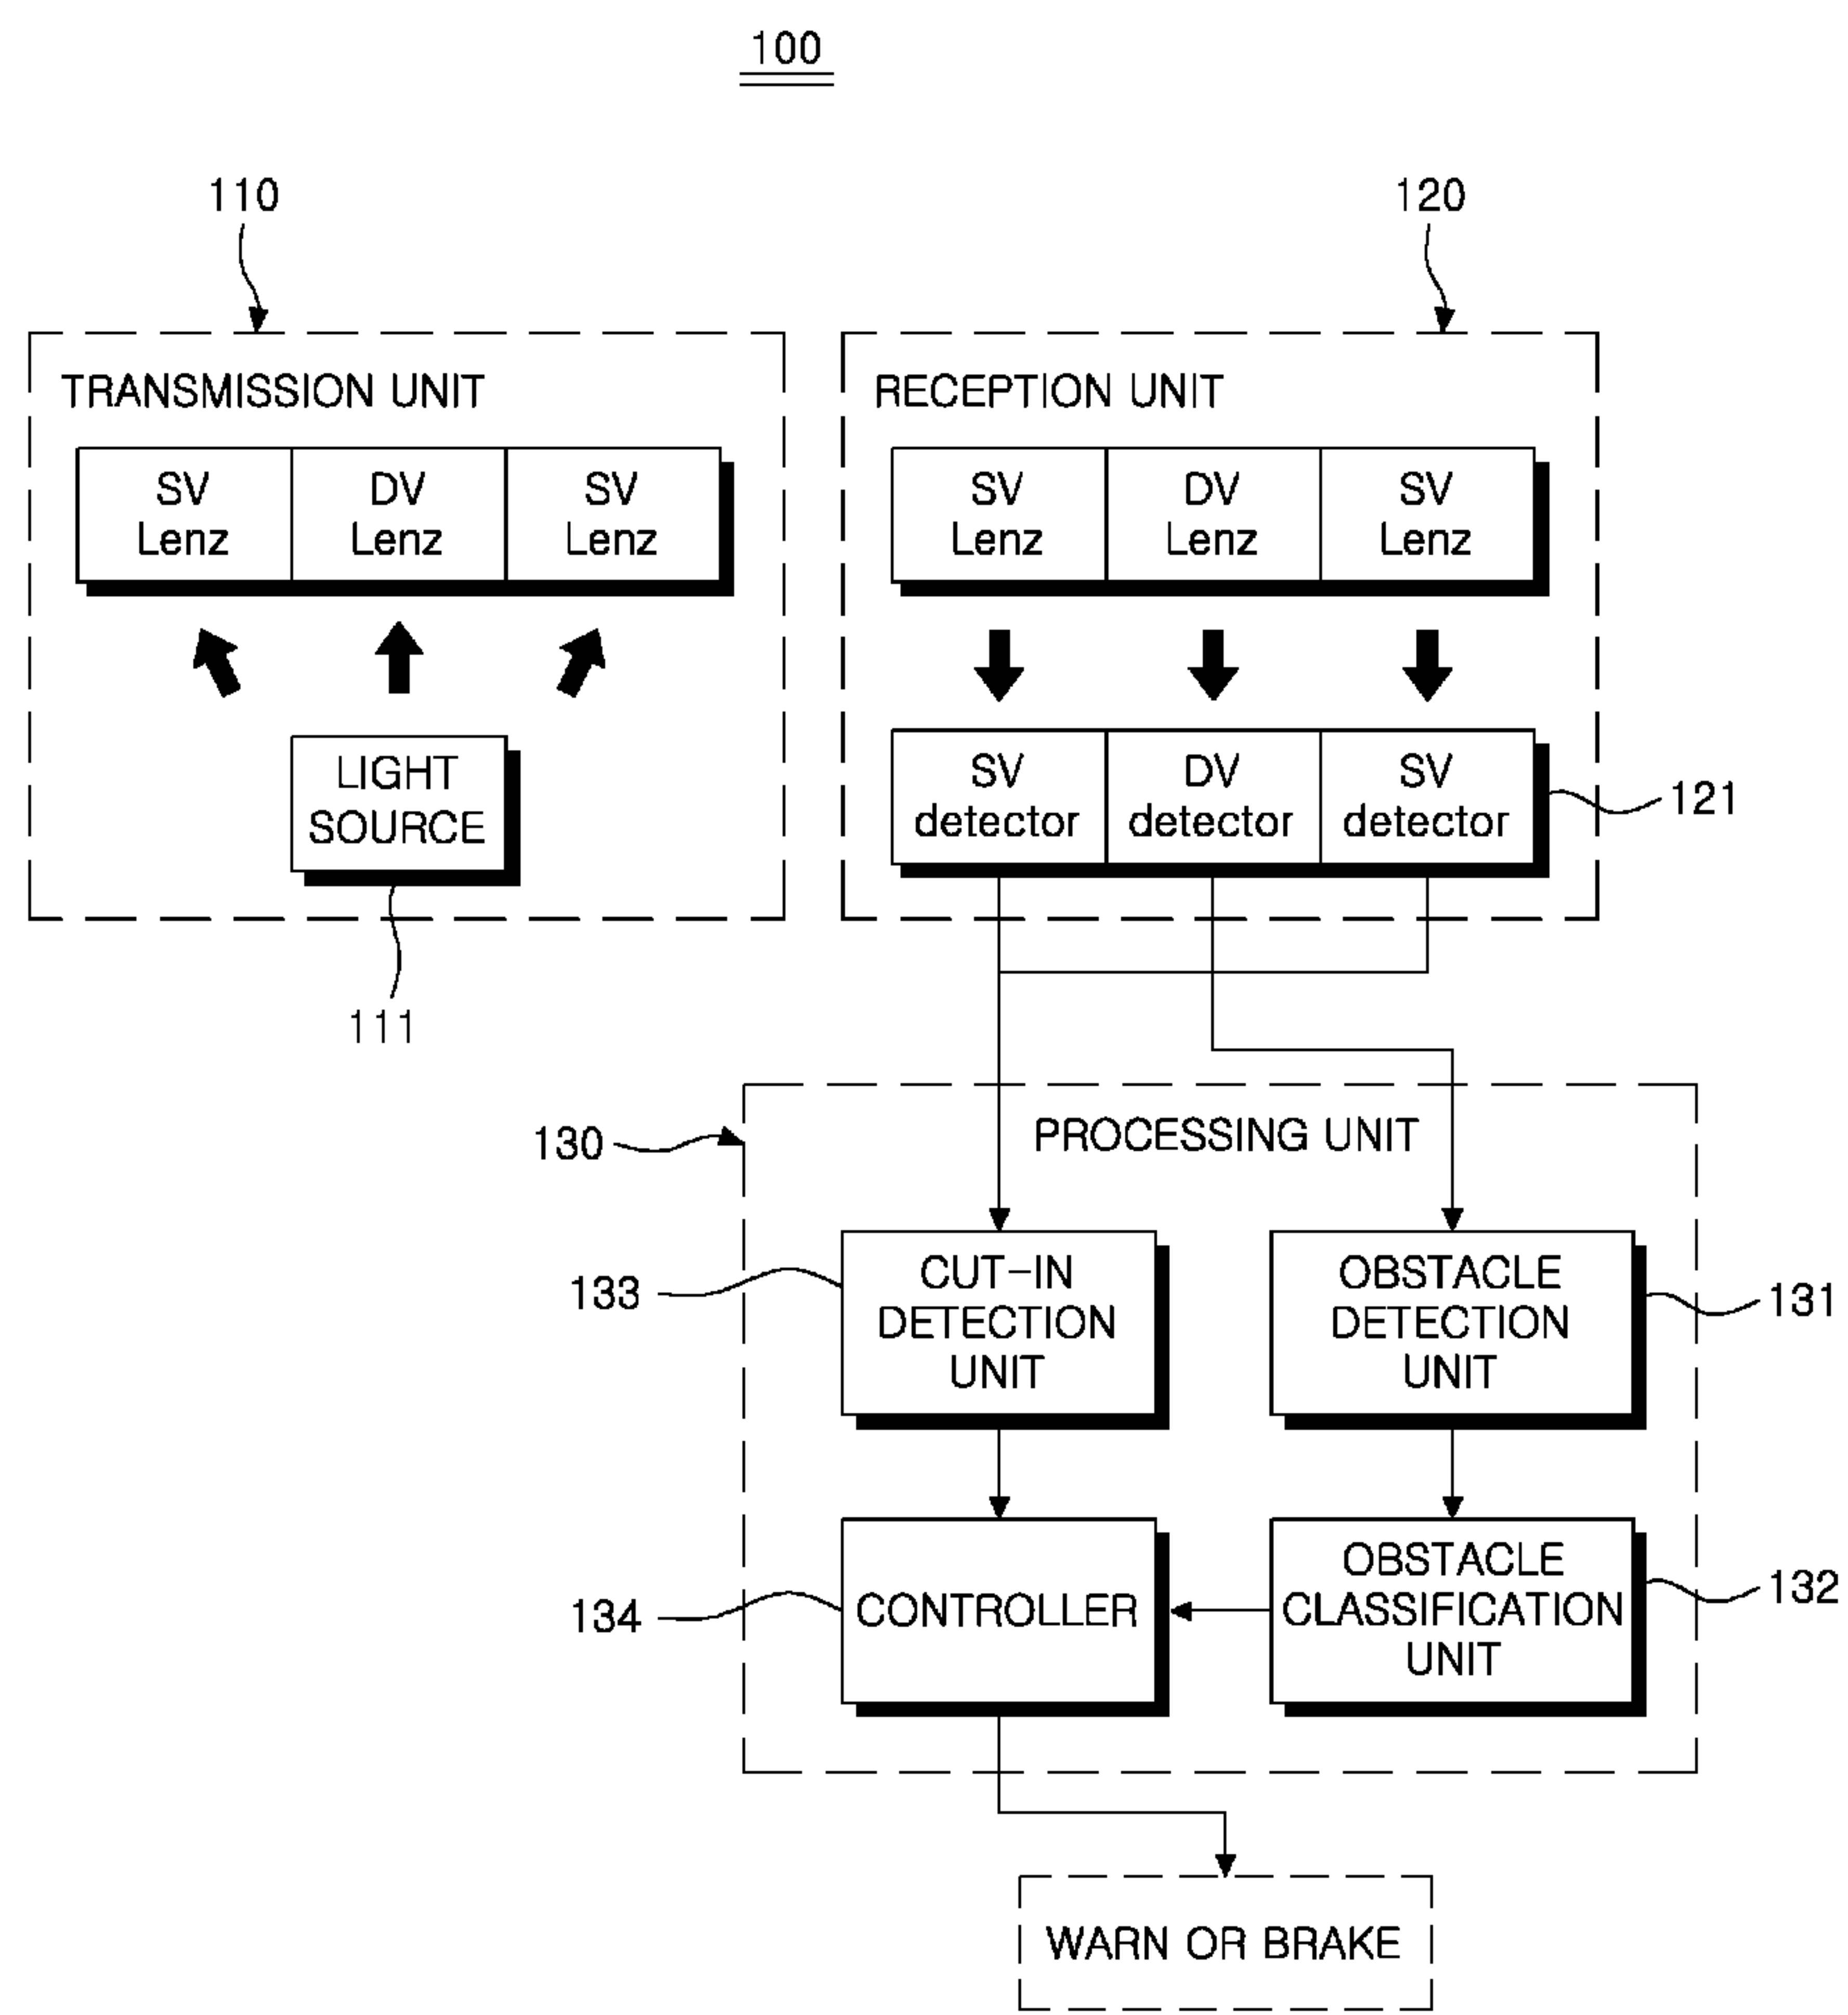 100
110
120
TRANSMISSION UNIT
SV
Lenz
DV
Lenz
SV
Lenz
LIGHT
SOURCE
111
RECEPTION UNIT
SV
Lenz
DV
Lenz
SV
Lenz
SV
detector
DV
detector
SV
detector
121
130
PROCESSING UNIT
133
CUT-IN
DETECTION
UNIT
OBSTACLE
DETECTION
UNIT
131
134
CONTROLLER
OBSTACLE
CLASSIFICATION
UNIT
132
WARN OR BRAKE